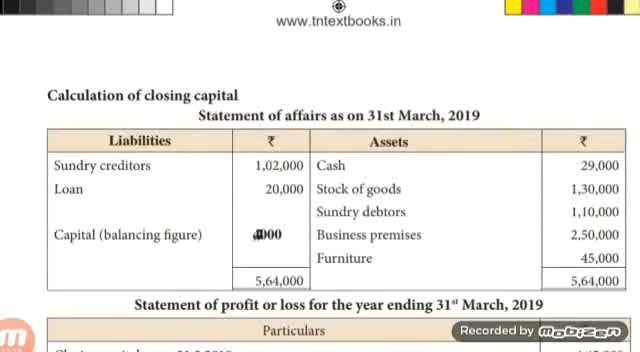 www.tntextbooks.in
Calculation of closing capital
Statement of affairs as on 31st March, 2019
Liabilities ₹ Assets ₹
Sundry creditors 1,02,000 Cash 29,000
Loan 20,000 Stock of goods 1,30,000
Sundry debtors 1,10,000
Capital (balancing figure) Business premises 2,50,000
Furniture 45,000
5,64,000 5,64,000
Statement of profit or loss for the year ending 31st March, 2019
Particulars
Recorded by mobizen